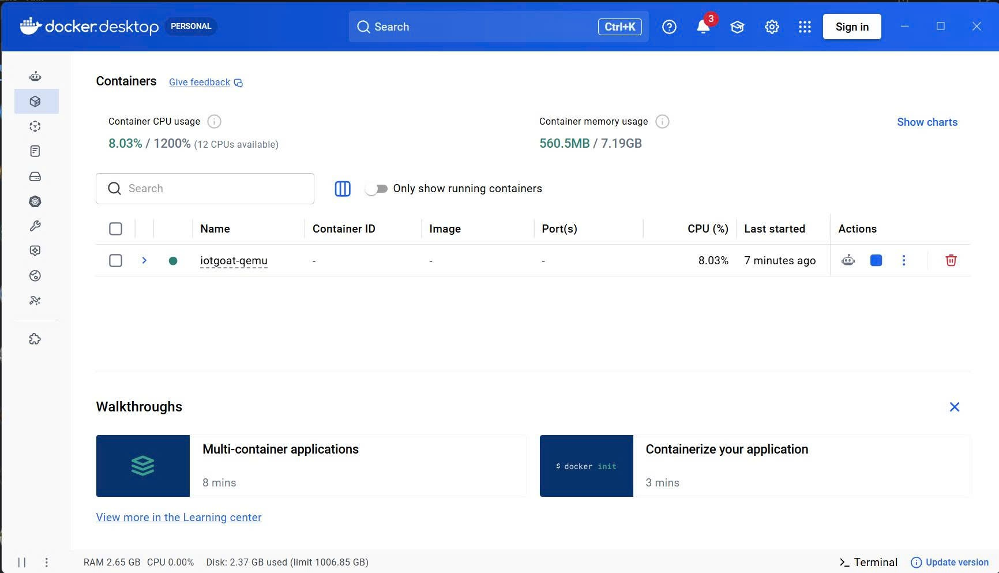 docker.desktop PERSONAL Search Ctrl+K 3 Sign in
Containers Give feedback
Container CPU usage Container memory usage Show charts
8.03% / 1200% (12 CPUs available) 560.5MB / 7.19GB
Search Only show running containers
Name Container ID Image Port(s) CPU (%) Last started Actions
iotgoat-qemu - - - 8.03% 7 minutes ago
Walkthroughs
Multi-container applications
8 mins
$ docker init
Containerize your application
3 mins
View more in the Learning center
RAM 2.65 GB CPU 0.00% Disk: 2.37 GB used (limit 1006.85 GB) >_ Terminal Update version